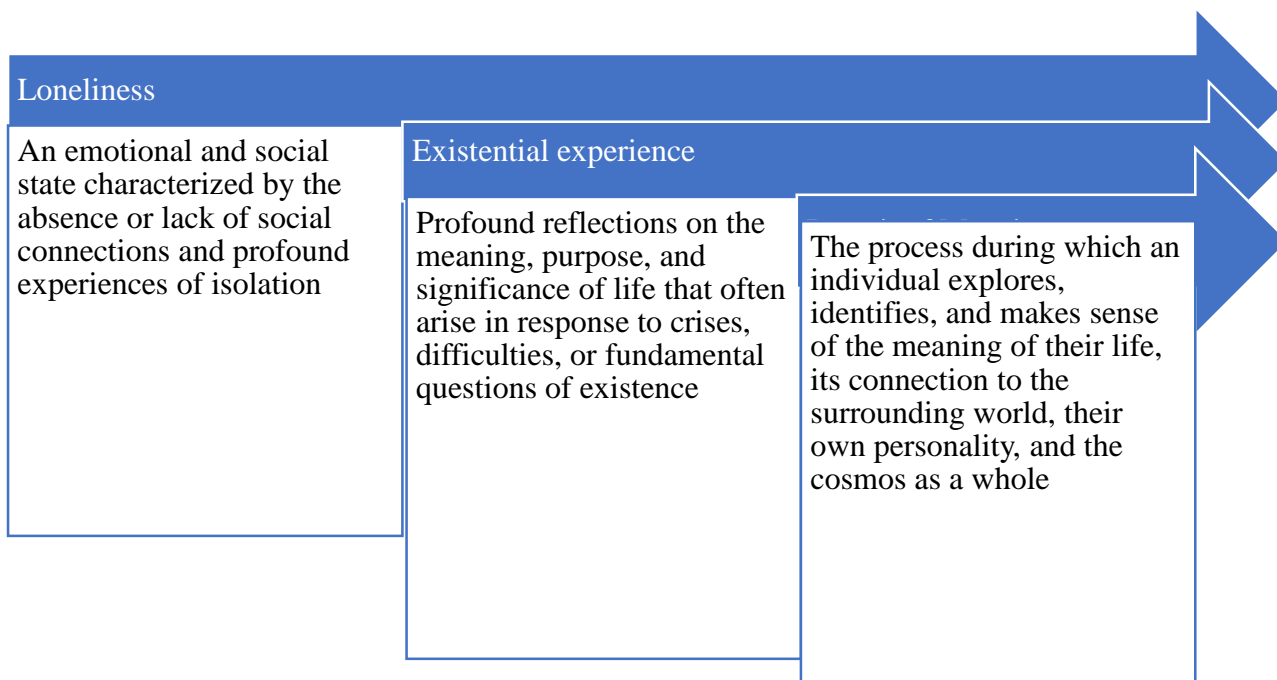 Loneliness
An emotional and social
state characterized by the
absence or lack of social
connections and profound
experiences of isolation
Existential experience
Profound reflections on the
meaning, purpose, and
significance of life that often
arise in response to crises,
difficulties, or fundamental
questions of existence
The process during which an
individual explores,
identifies, and makes sense
of the meaning of their life,
its connection to the
surrounding world, their
own personality, and the
cosmos as a whole